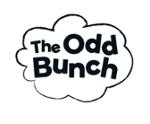 The Odd
Bunch